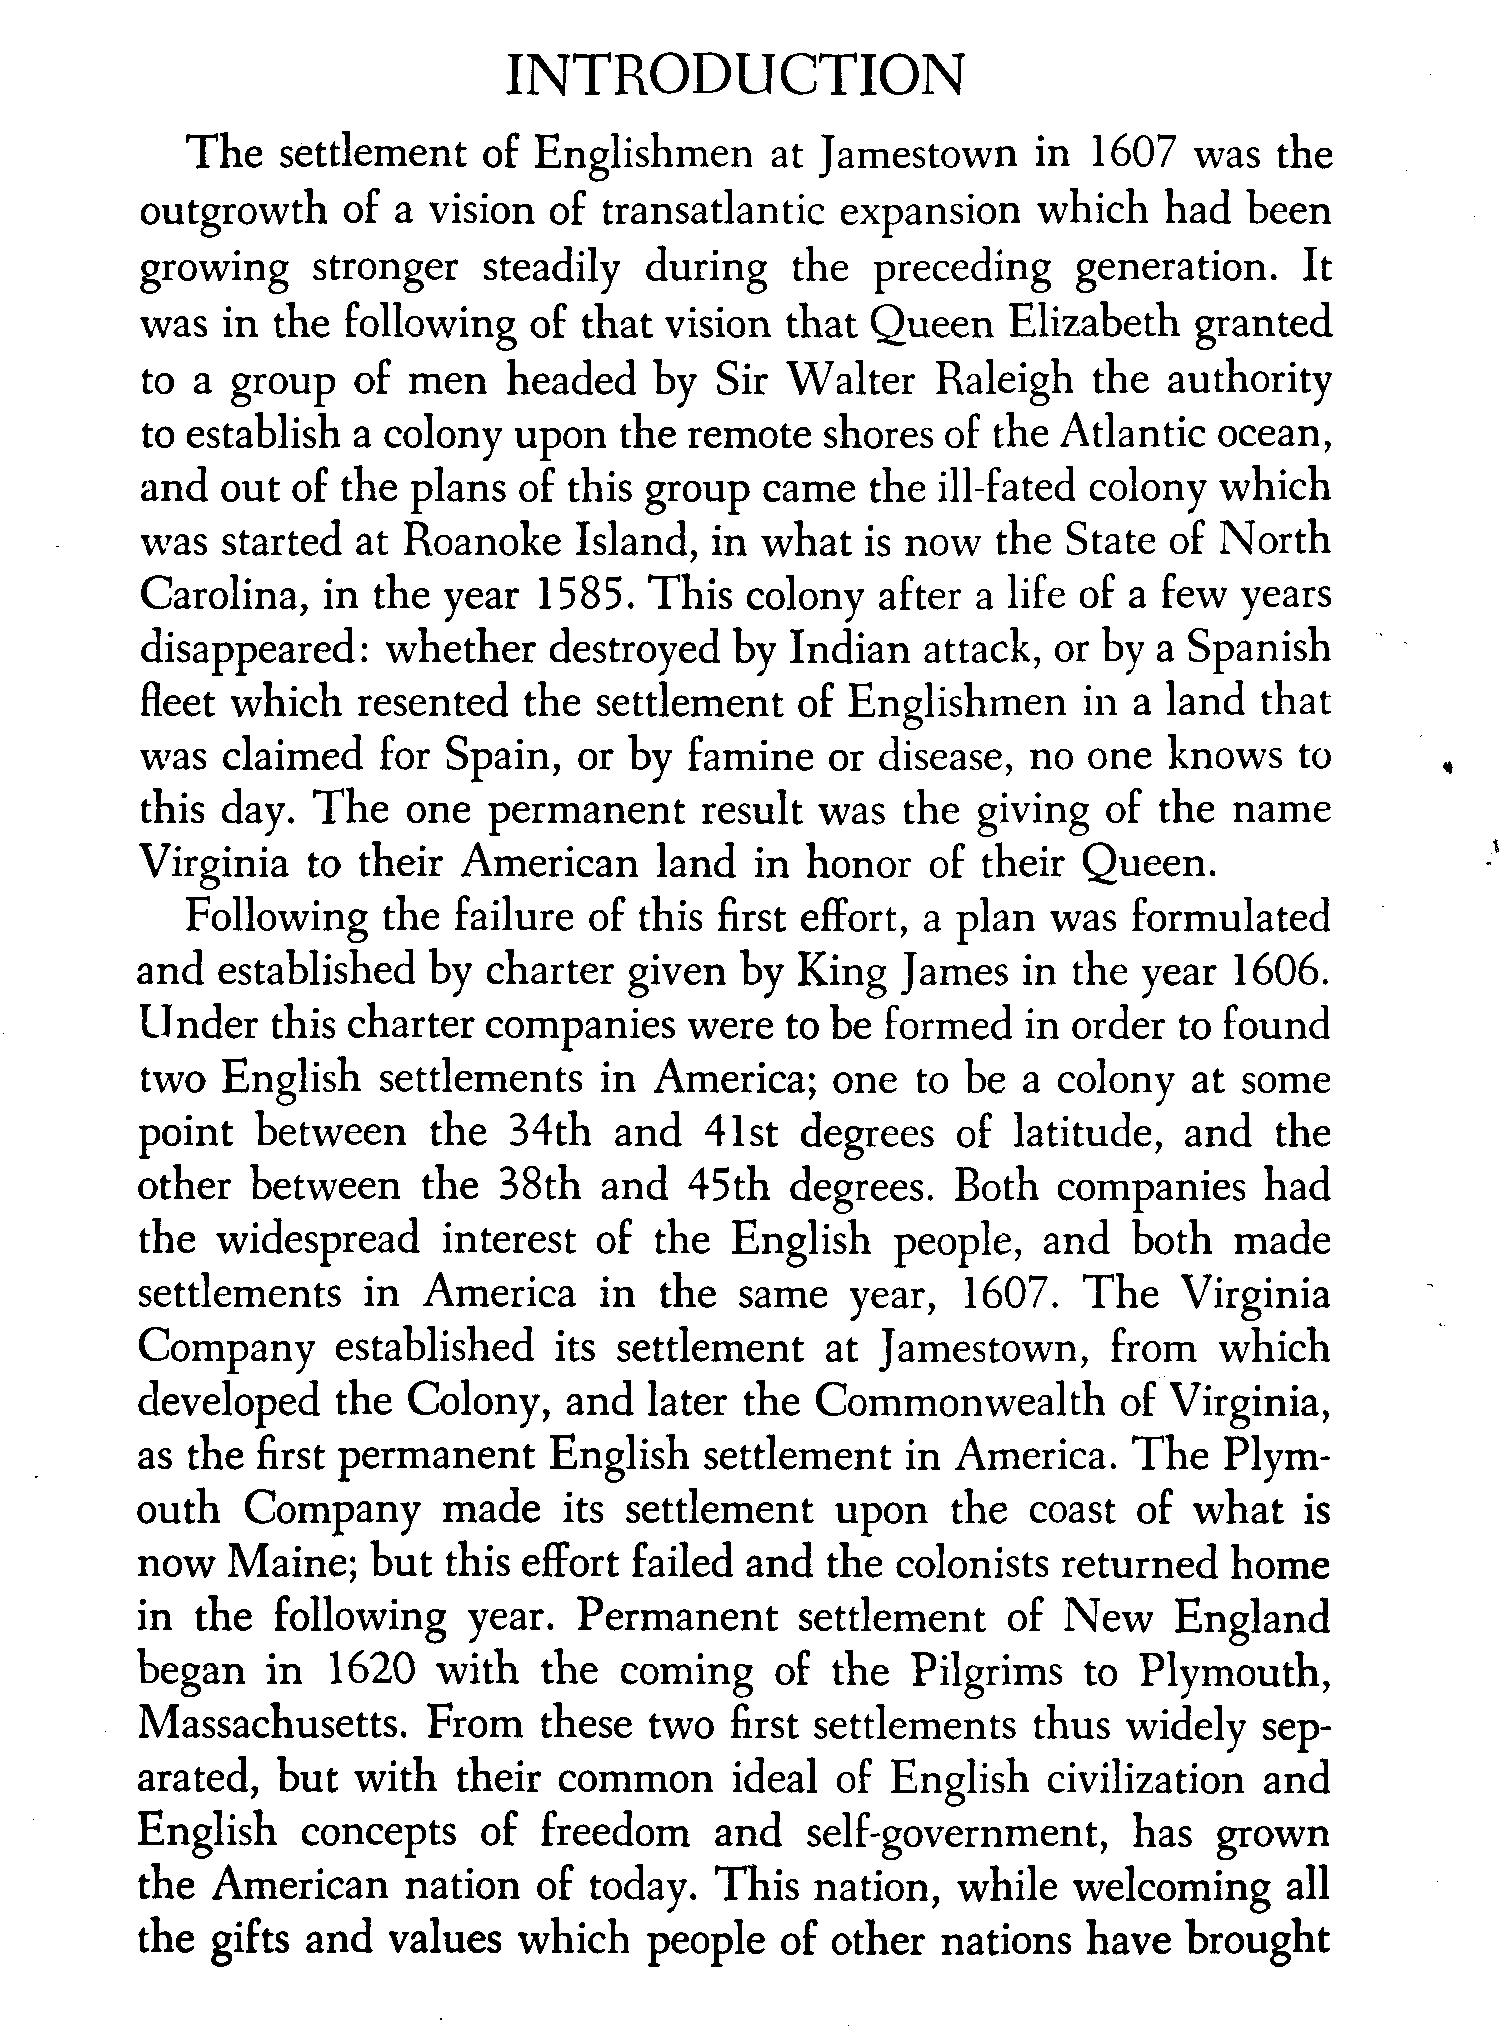 INTRODUCTION
The settlement of Englishmen at Jamestown in 1607 was the
outgrowth of a vision of transatlantic expansion which had been
growing stronger steadily during the preceding generation. It
was in the following of that vision that Queen Elizabeth granted
to a group of men headed by Sir Walter Raleigh the authority
to establish a colony upon the remote shores of the Atlantic ocean,
and out of the plans of this group came the ill-fated colony which
was started at Roanoke Island, in what is now the State of North
Carolina, in the year 1585. This colony after a life of a few years
disappeared: whether destroyed by Indian attack, or by a Spanish
fleet which resented the settlement of Englishmen in a land that
was claimed for Spain, or by famine or disease, no one knows to
this day. The one permanent result was the giving of the name
Virginia to their American land in honor of their Queen.
Following the failure of this first effort, a plan was formulated
and established by charter given by King James in the year 1606.
Under this charter companies were to be formed in order to found
two English settlements in America; one to be a colony at some
point between the 34th and 41st degrees of latitude, and the
other between the 38th and 45th degrees. Both companies had
the widespread interest of the English people, and both made
settlements in America in the same year, 1607. The Virginia
Company established its settlement at Jamestown, from which
developed the Colony, and later the Commonwealth of Virginia,
as the first permanent English settlement in America. The Plym-
outh Company made its settlement upon the coast of what is
now Maine; but this effort failed and the colonists returned home
in the following year. Permanent settlement of New England
began in 1620 with the coming of the Pilgrims to Plymouth,
Massachusetts. From these two first settlements thus widely sep-
arated, but with their common ideal of English civilization and
English concepts of freedom and self-government, has grown
the American nation of today. This nation, while welcoming all
the gifts and values which people of other nations have brought